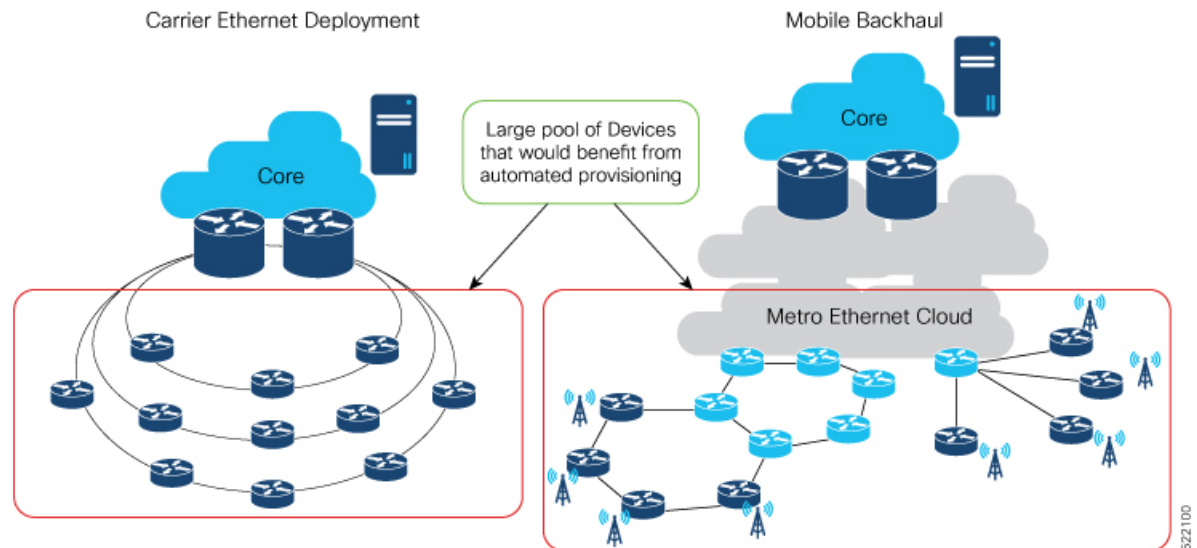 Carrier Ethernet Deployment
Mobile Backhaul
Core
Large pool of Devices
that would benefit from
automated provisioning
Core
Metro Ethernet Cloud
522100